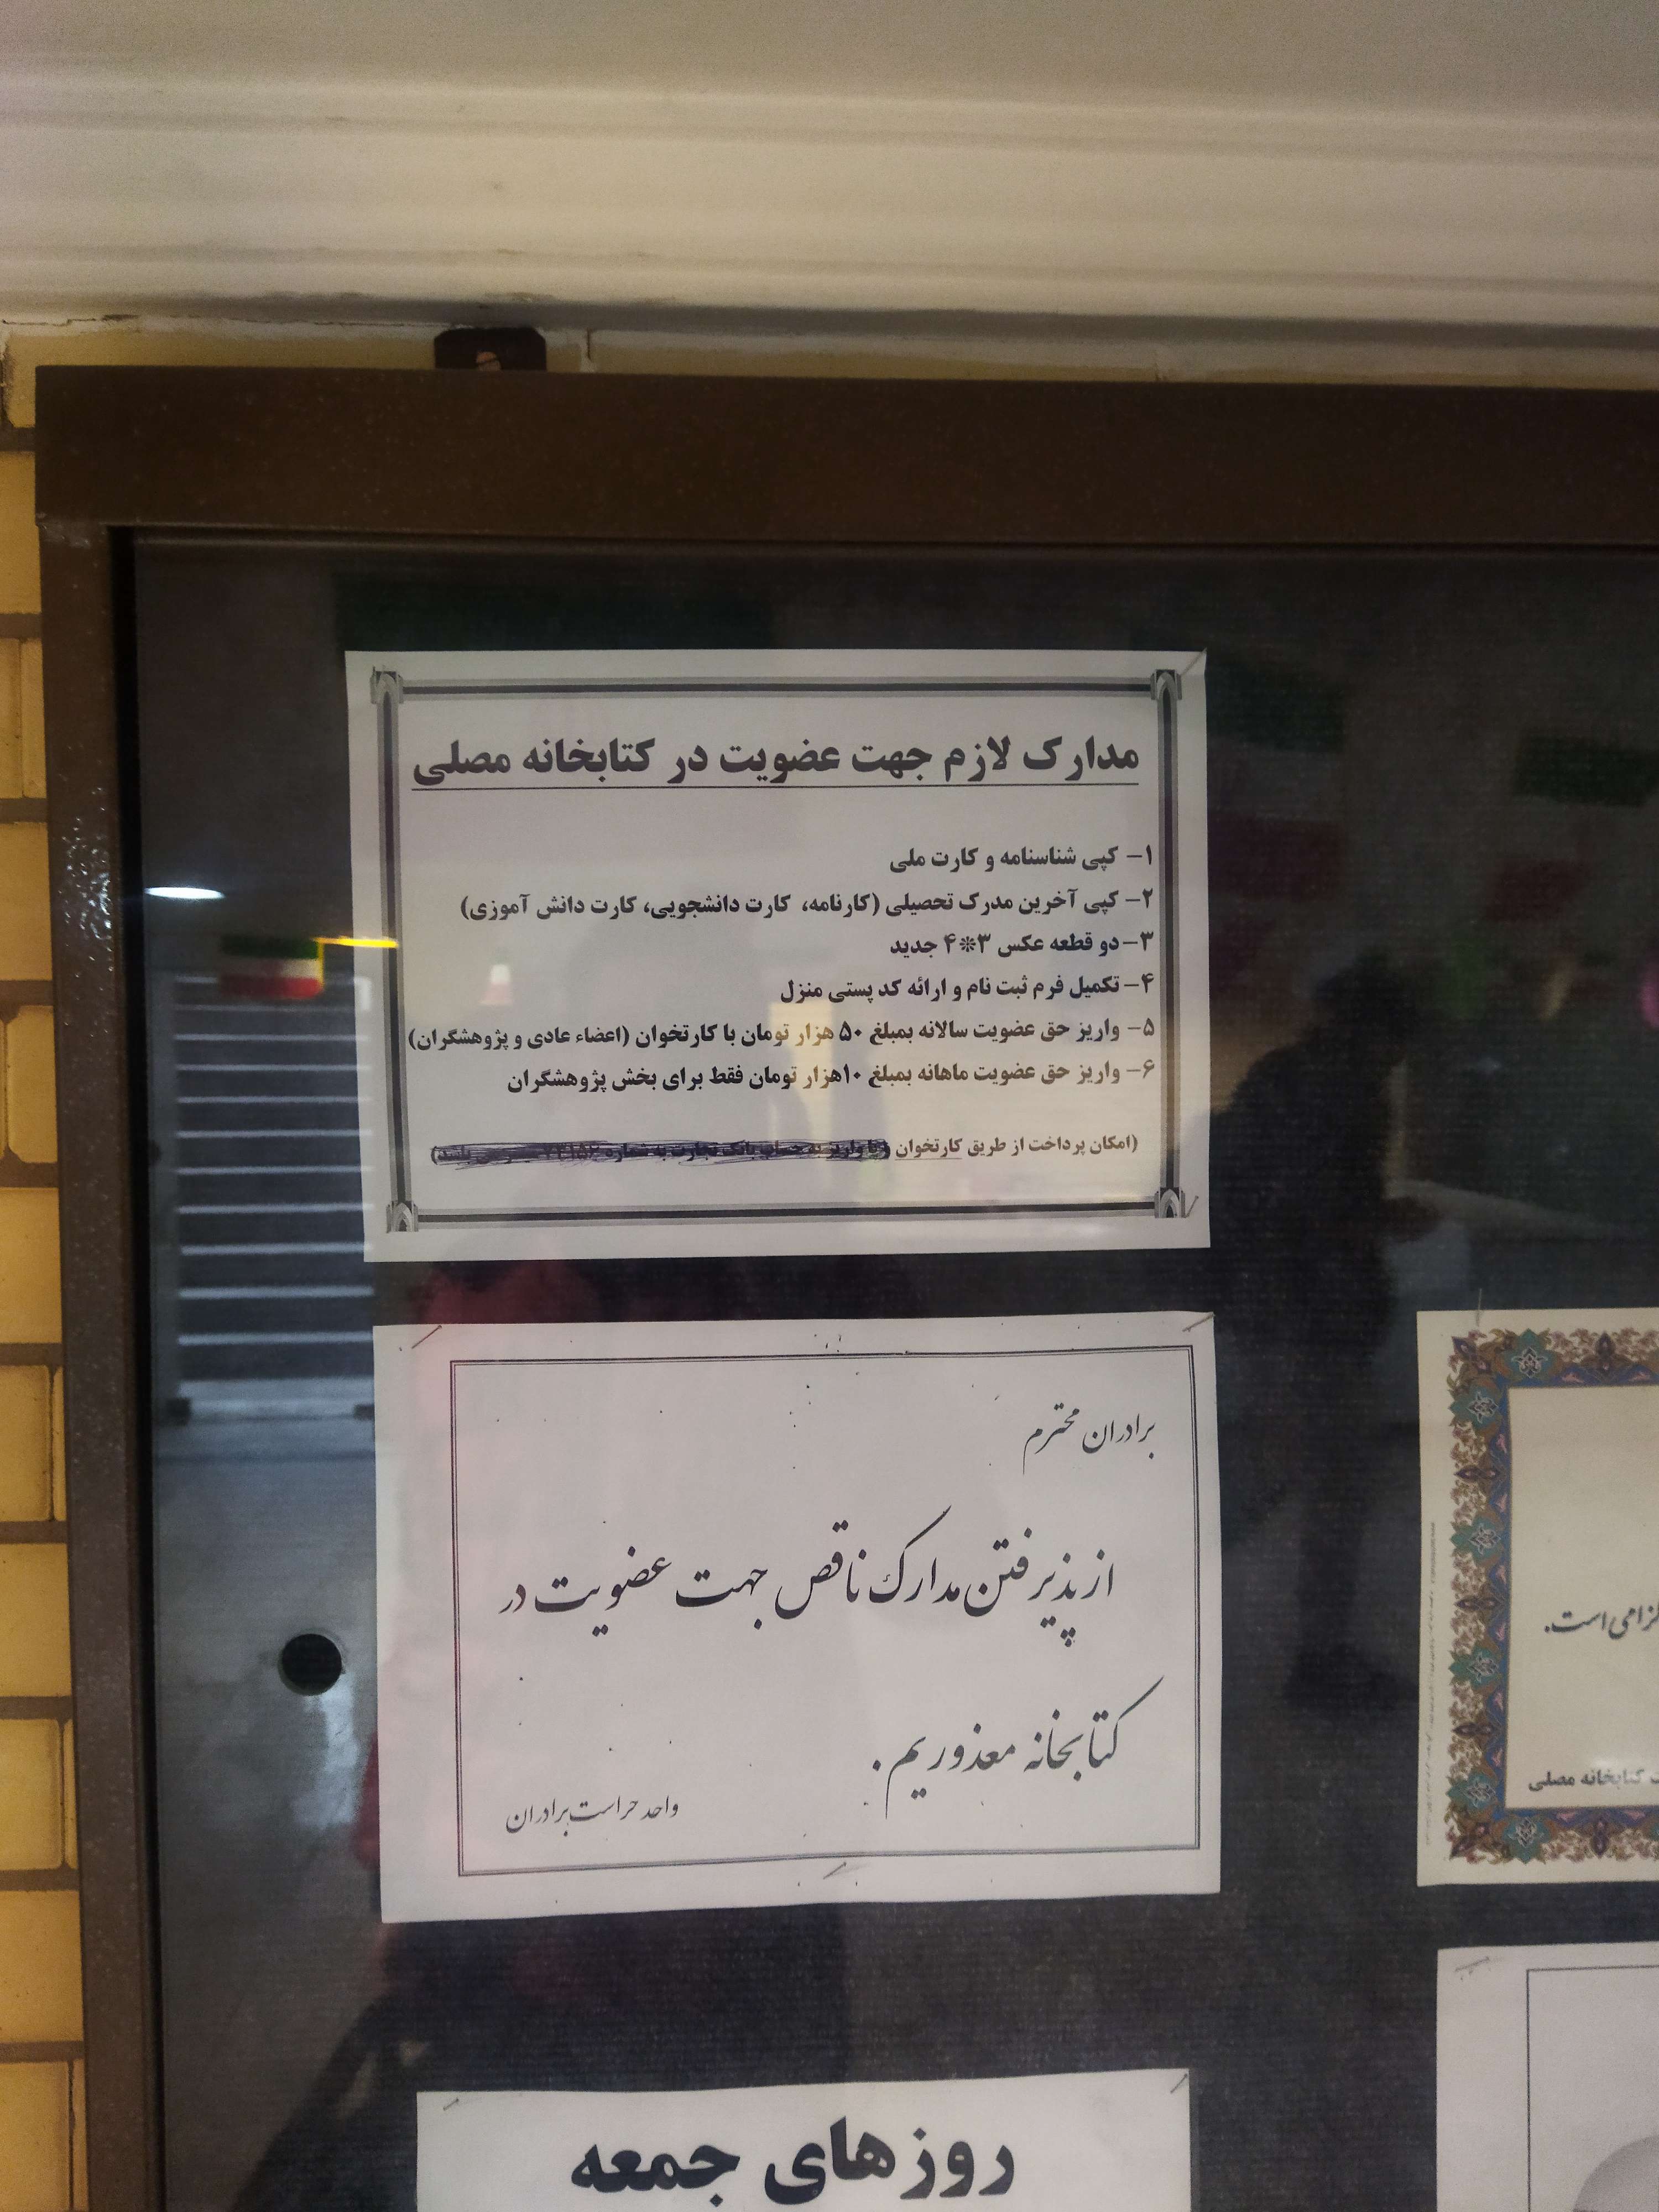 مدارک لازم جهت عضویت در کتابخانه مصلی
۱- کپی شناسنامه و کارت ملی
۲- کپی آخرین مدرک تحصیلی (کارنامه، کارت دانشجویی، کارت دانش آموزی)
۳- دو قطعه عکس ۳*۴ جدید
۴- تکمیل فرم ثبت نام و ارائه کد پستی منزل
۵- واریز حق عضویت سالانه بمبلغ ۵۰ هزار تومان با کارتخوان (اعضاء عادی و پژوهشگران)
۶- واریز حق عضویت ماهانه بمبلغ ۱۰هزار تومان فقط برای بخش پژوهشگران
(امکان پرداخت از طریق کارتخوان
برادران محترم
از پذیرفتن مدارک ناقص جهت عضویت در
کتابخانه معذوریم.
واحد حراست برادران
است.
کتابخانه مصلی
روزهای جمعه